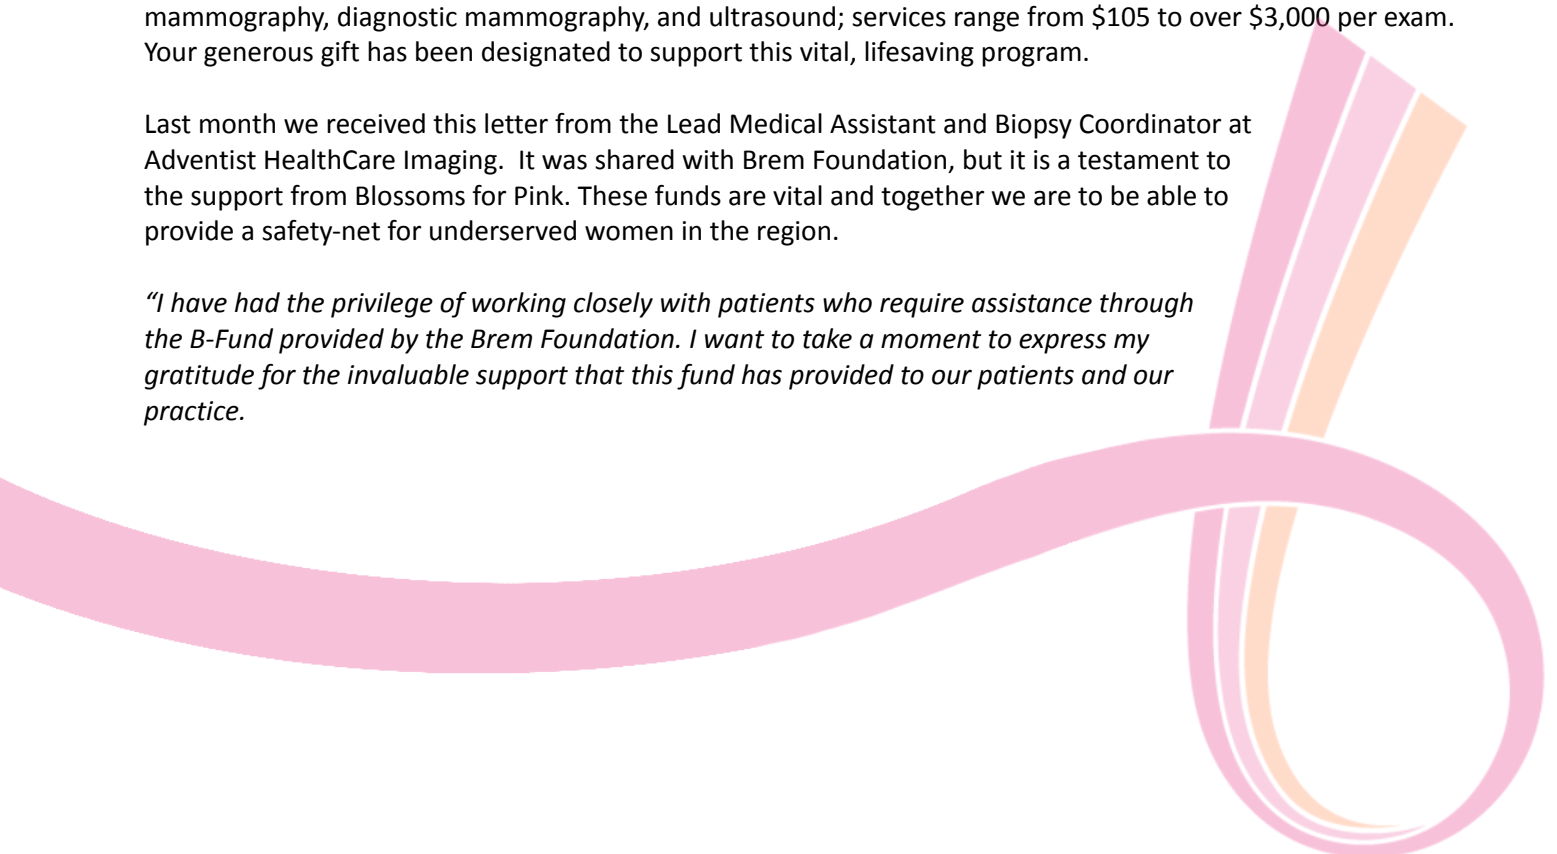 mammography, diagnostic mammography, and ultrasound; services range from $105 to over $3,000 per exam.
Your generous gift has been designated to support this vital, lifesaving program.
Last month we received this letter from the Lead Medical Assistant and Biopsy Coordinator at
Adventist HealthCare Imaging.  It was shared with Brem Foundation, but it is a testament to
the support from Blossoms for Pink. These funds are vital and together we are to be able to
provide a safety-net for underserved women in the region.
“I have had the privilege of working closely with patients who require assistance through
the B-Fund provided by the Brem Foundation. I want to take a moment to express my
gratitude for the invaluable support that this fund has provided to our patients and our
practice.